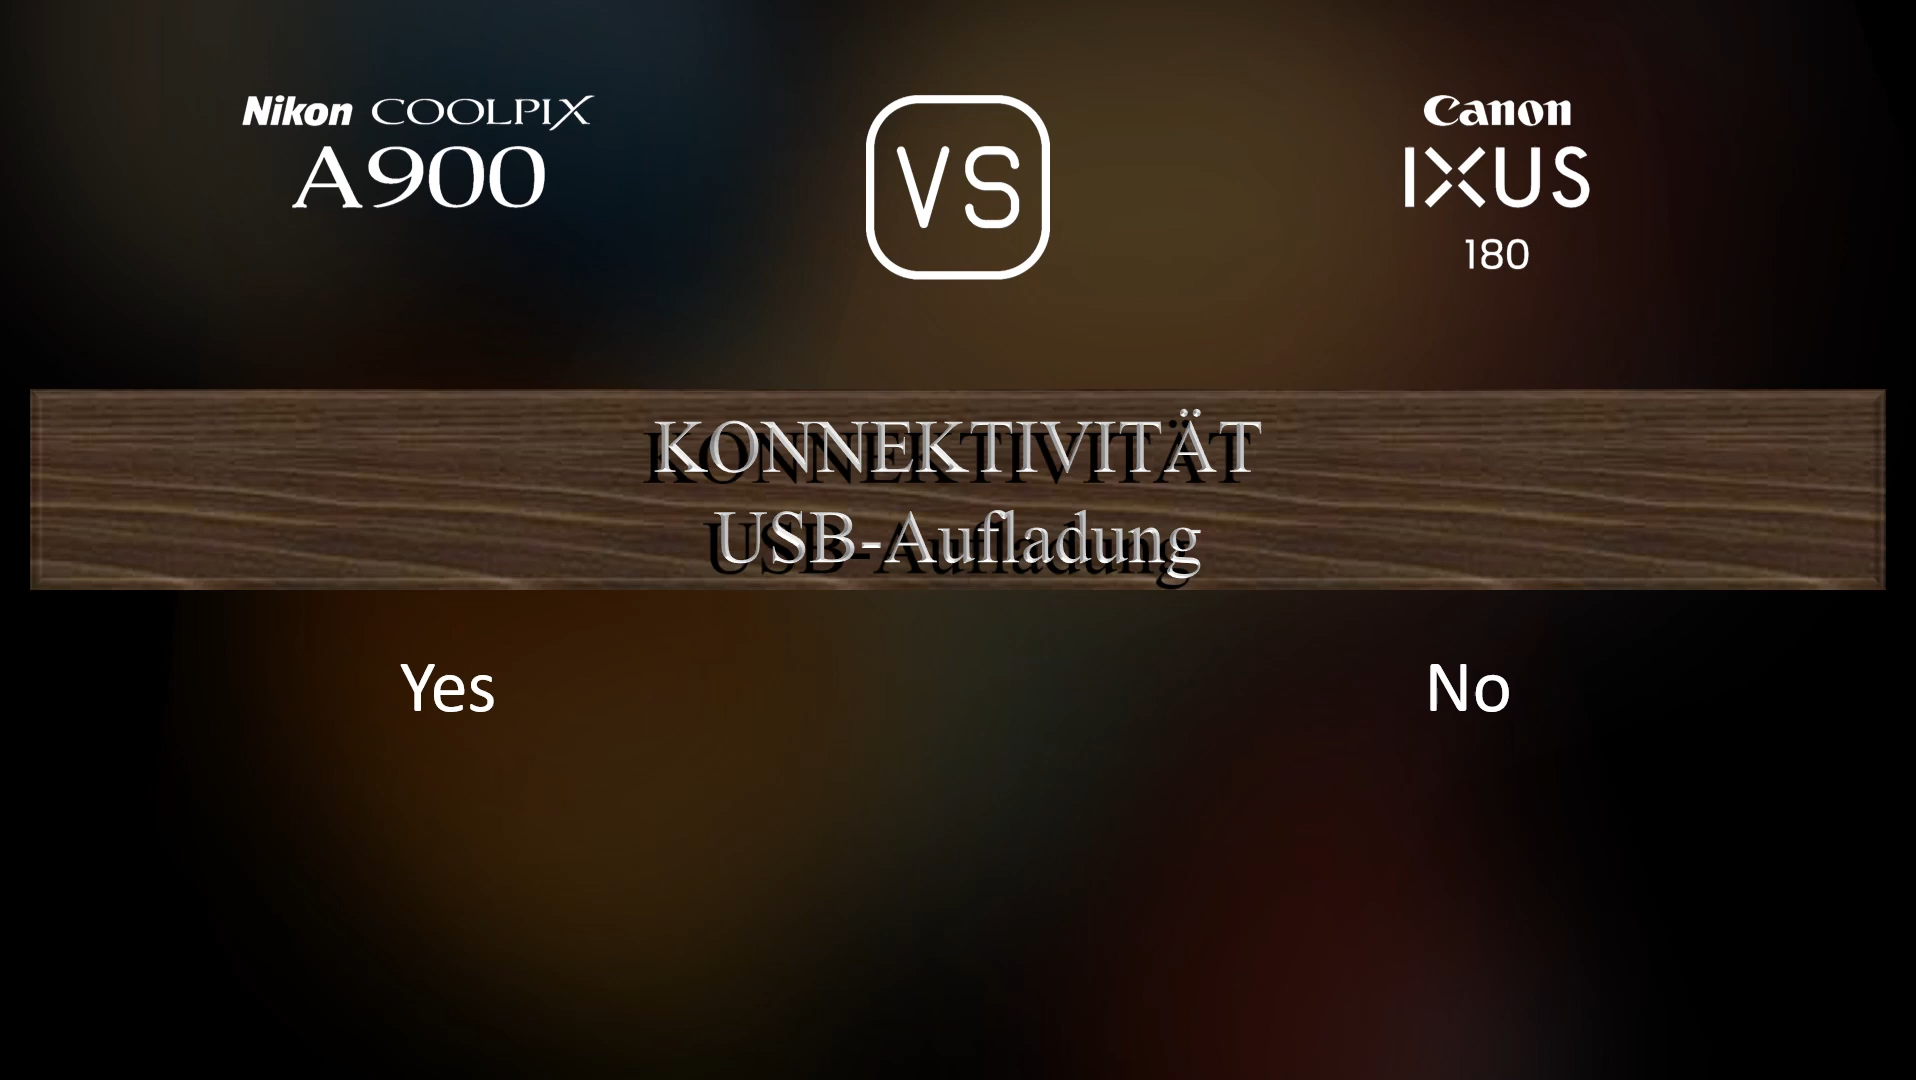 Nikon COOLPIX
A900
VS
Canon
IXUS
180
KONNEKTIVITÄT
USB-Aufladung
Yes
No